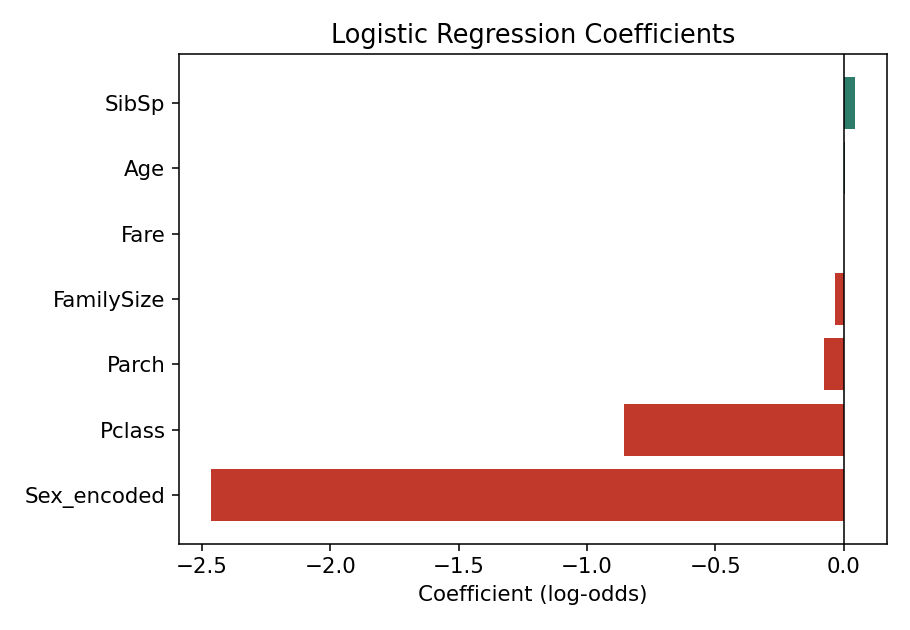 Logistic Regression Coefficients
SibSp
Age
Fare
FamilySize
Parch
Pclass
Sex_encoded
−2.5 −2.0 −1.5 −1.0 −0.5 0.0
Coefficient (log-odds)